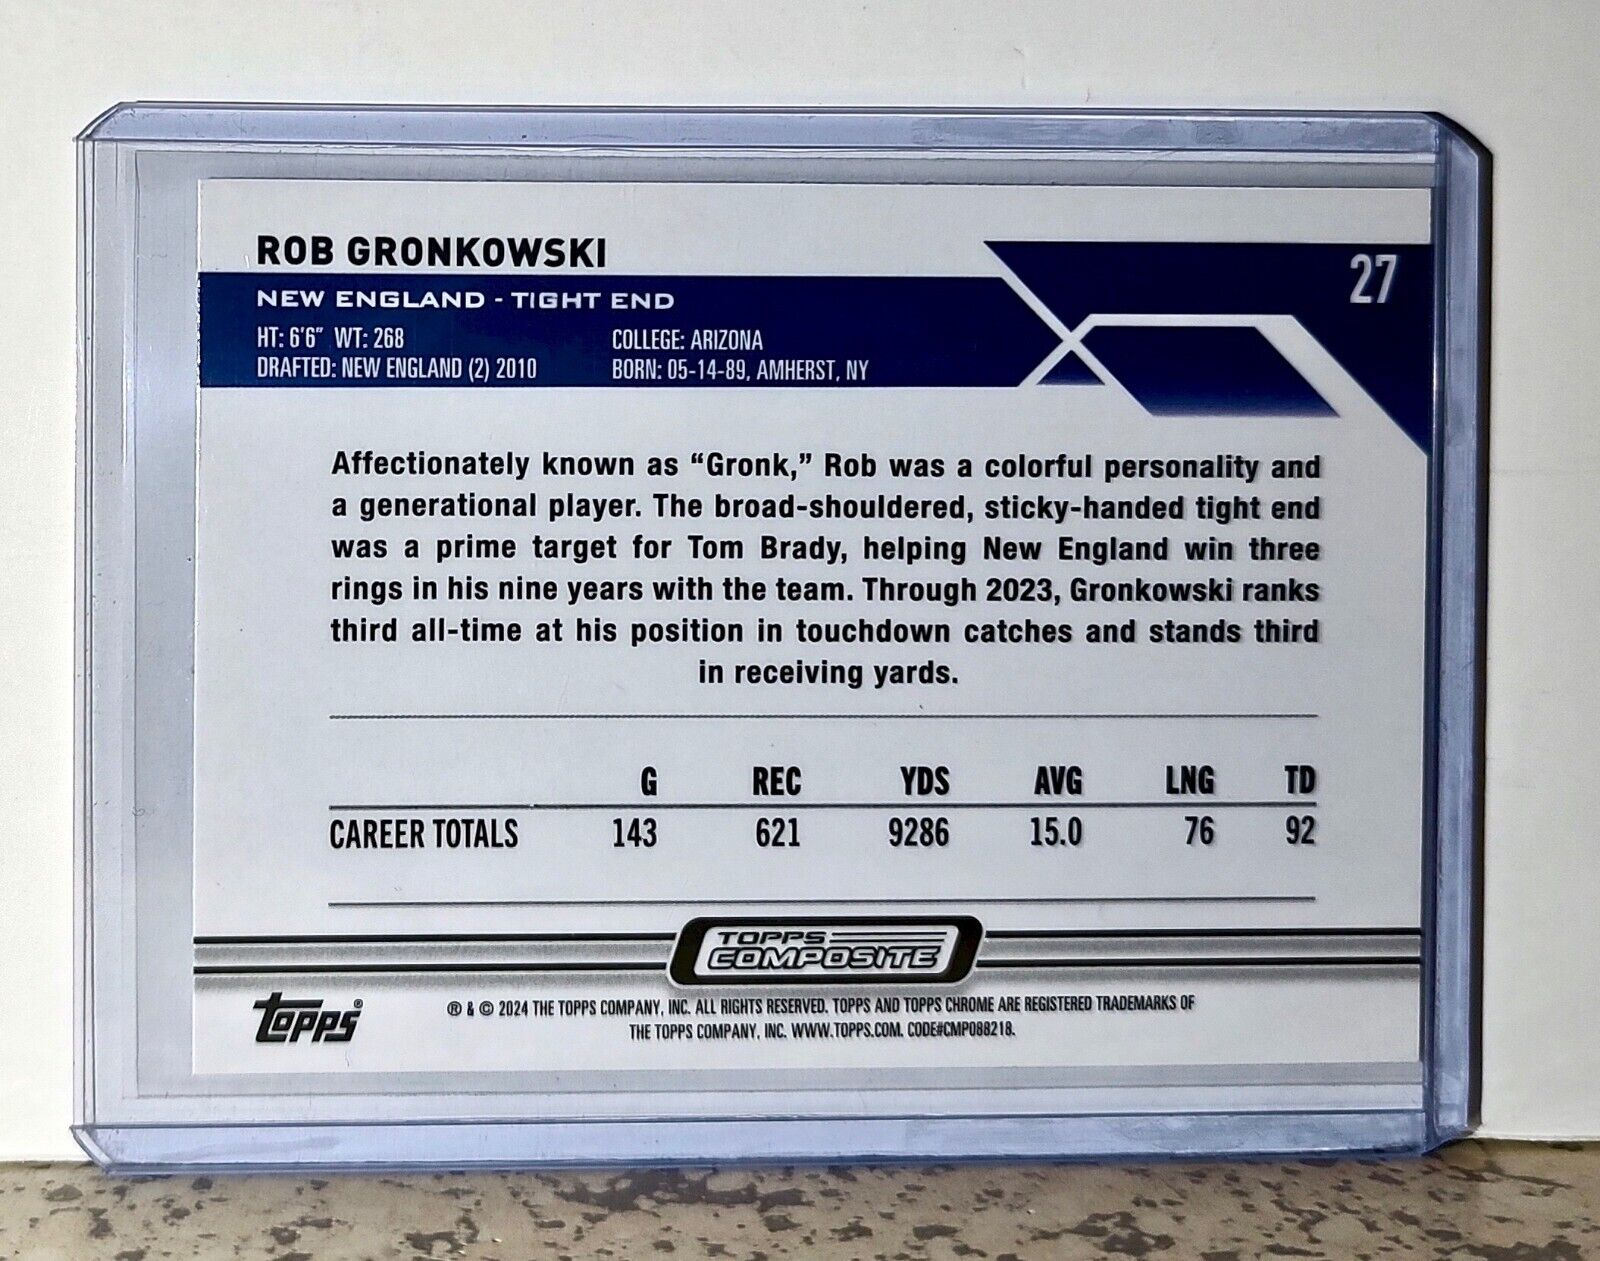 ROB GRONKOWSKI
27
NEW ENGLAND - TIGHT END
HT: 6'6" WT: 268 COLLEGE: ARIZONA
DRAFTED: NEW ENGLAND (2) 2010 BORN: 05-14-89, AMHERST, NY
Affectionately known as “Gronk,” Rob was a colorful personality and
a generational player. The broad-shouldered, sticky-handed tight end
was a prime target for Tom Brady, helping New England win three
rings in his nine years with the team. Through 2023, Gronkowski ranks
third all-time at his position in touchdown catches and stands third
in receiving yards.
G REC YDS AVG LNG TD
CAREER TOTALS 143 621 9286 15.0 76 92
TOPPS
COMPOSITE
topps®
® & © 2024 THE TOPPS COMPANY, INC. ALL RIGHTS RESERVED. TOPPS AND TOPPS CHROME ARE REGISTERED TRADEMARKS OF
THE TOPPS COMPANY, INC. WWW.TOPPS.COM. CODE#CMP088218.